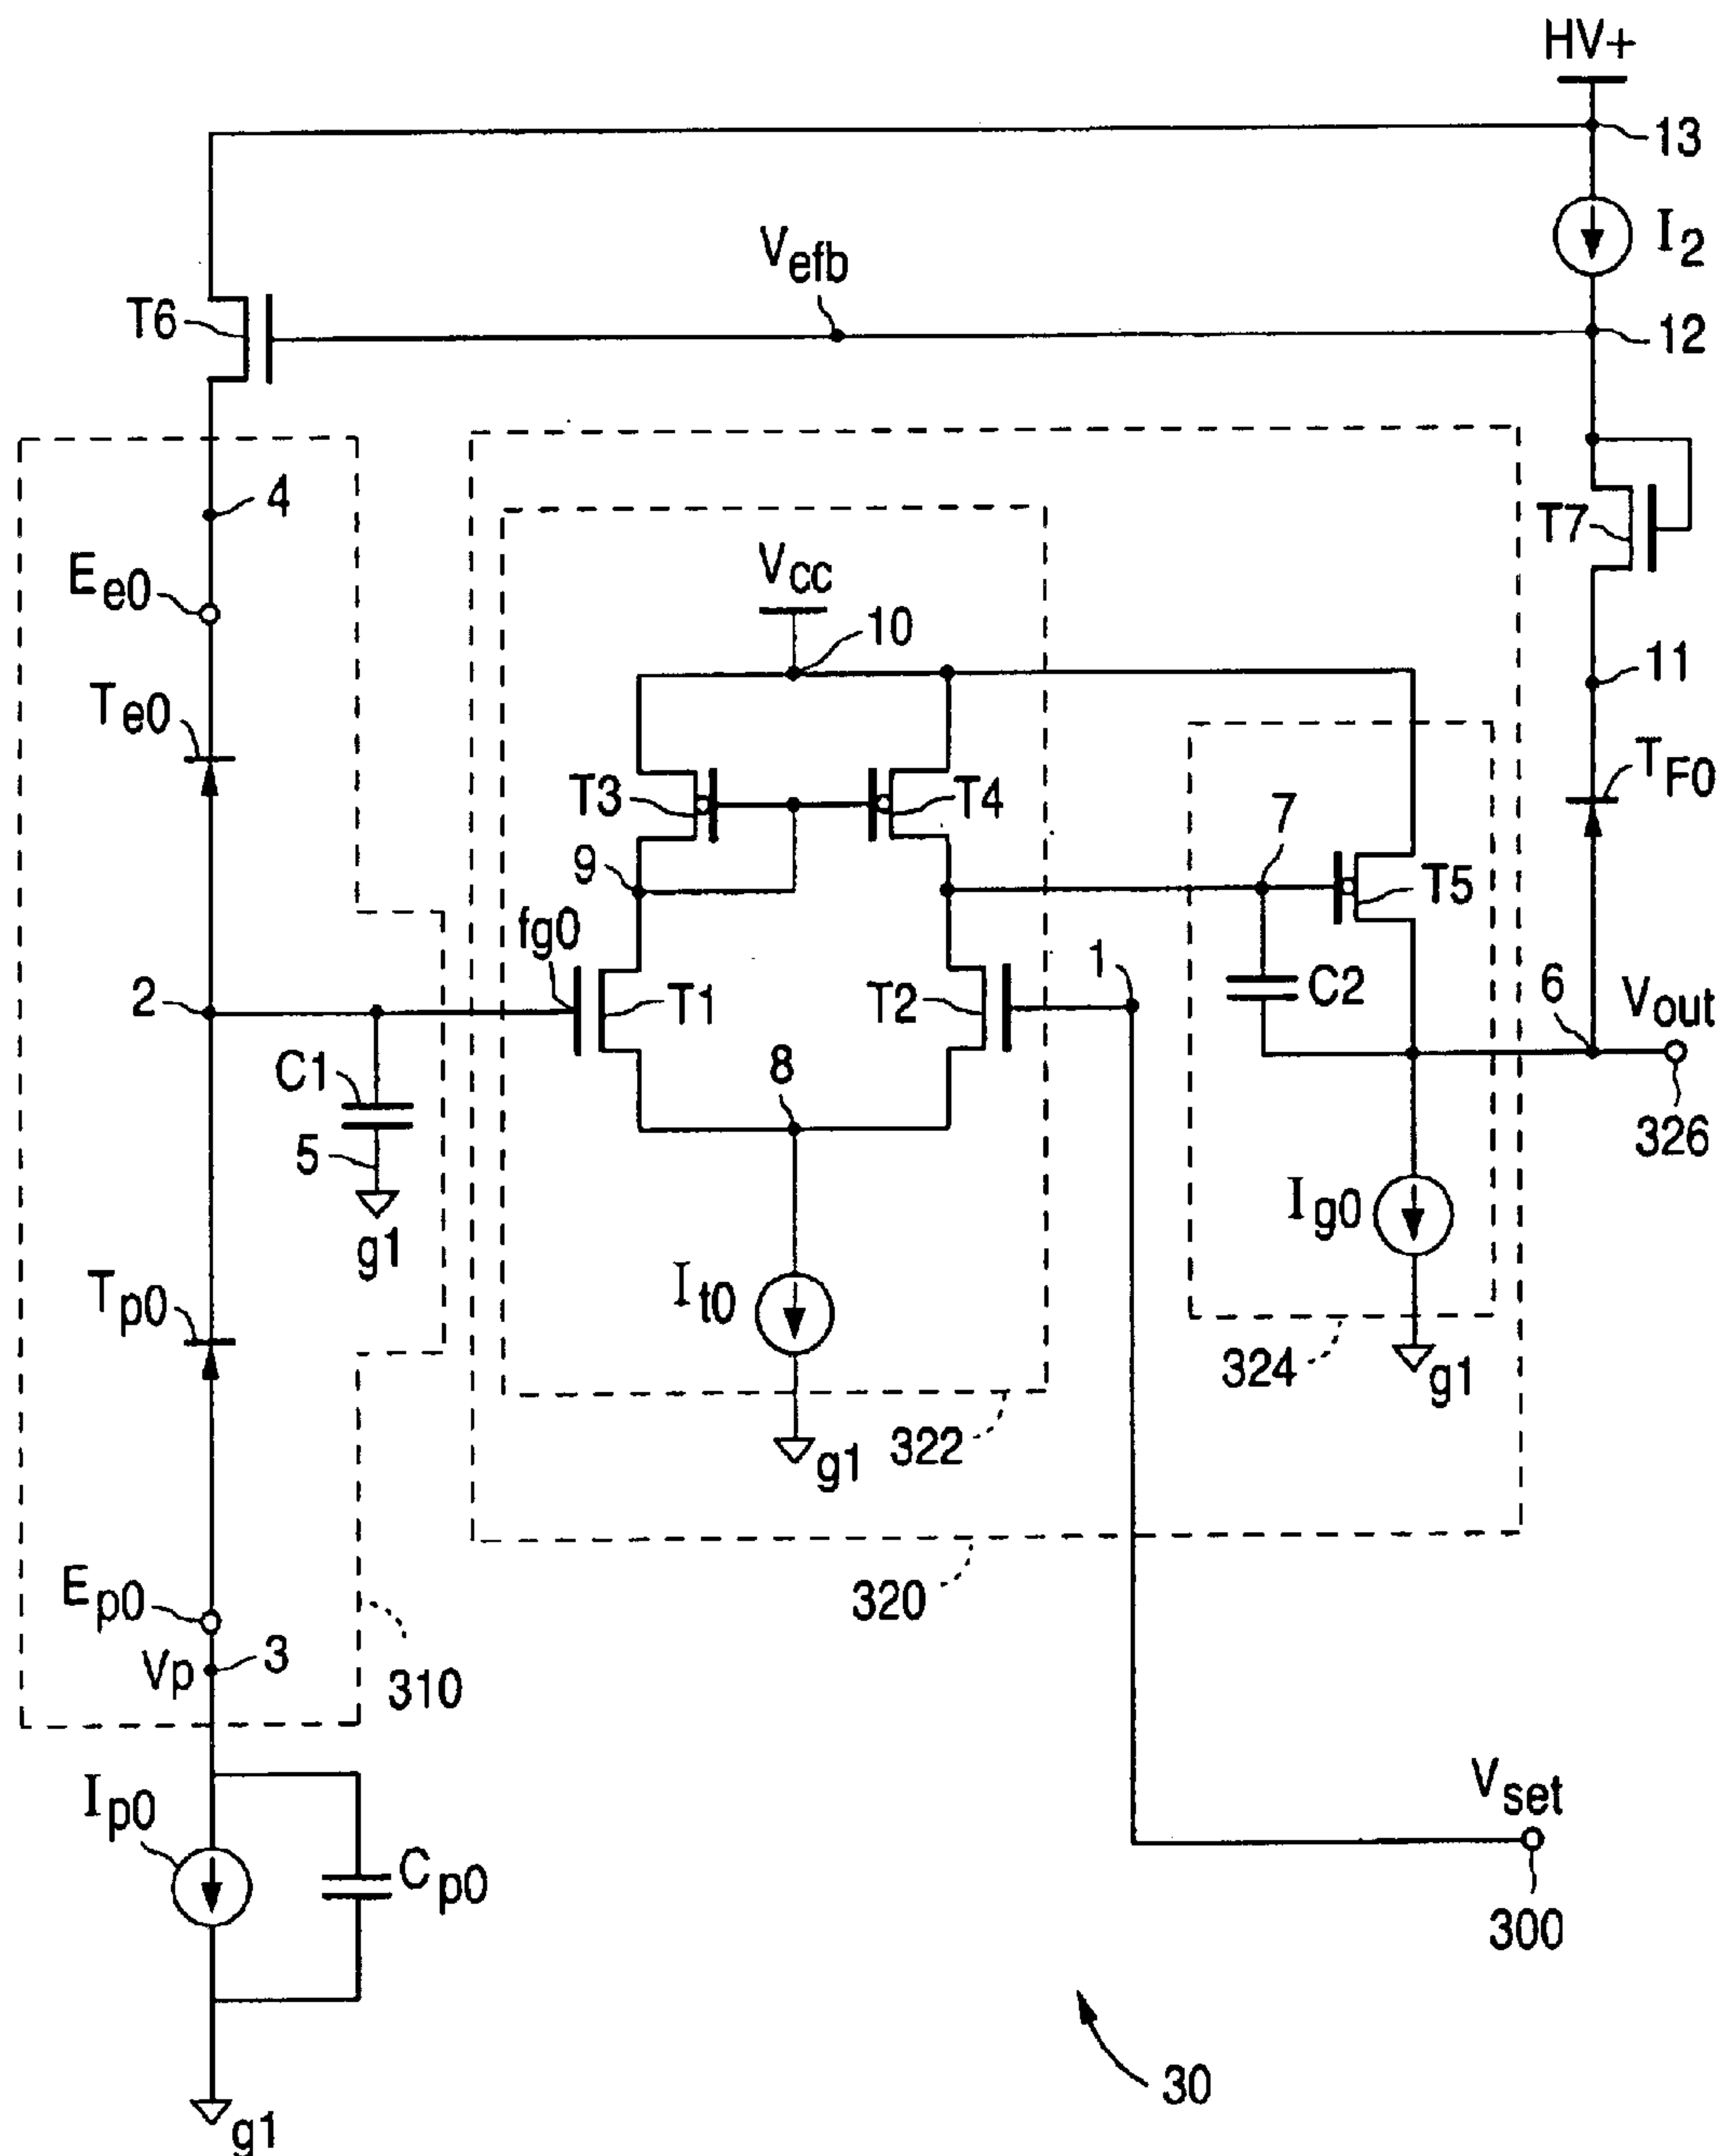 HV+
13
I2
Vefb
T6
12
4
T7
Ee0
Vcc
10
11
Te0
TF0
T3
T4
7
9
T5
fg0
1
2
T1
T2
C2
6
Vout
C1
8
5
326
g1
Ig0
Tp0
It0
324
g1
322
g1
Ep0
320
Vp
3
310
Vset
Ip0
Cp0
300
30
g1